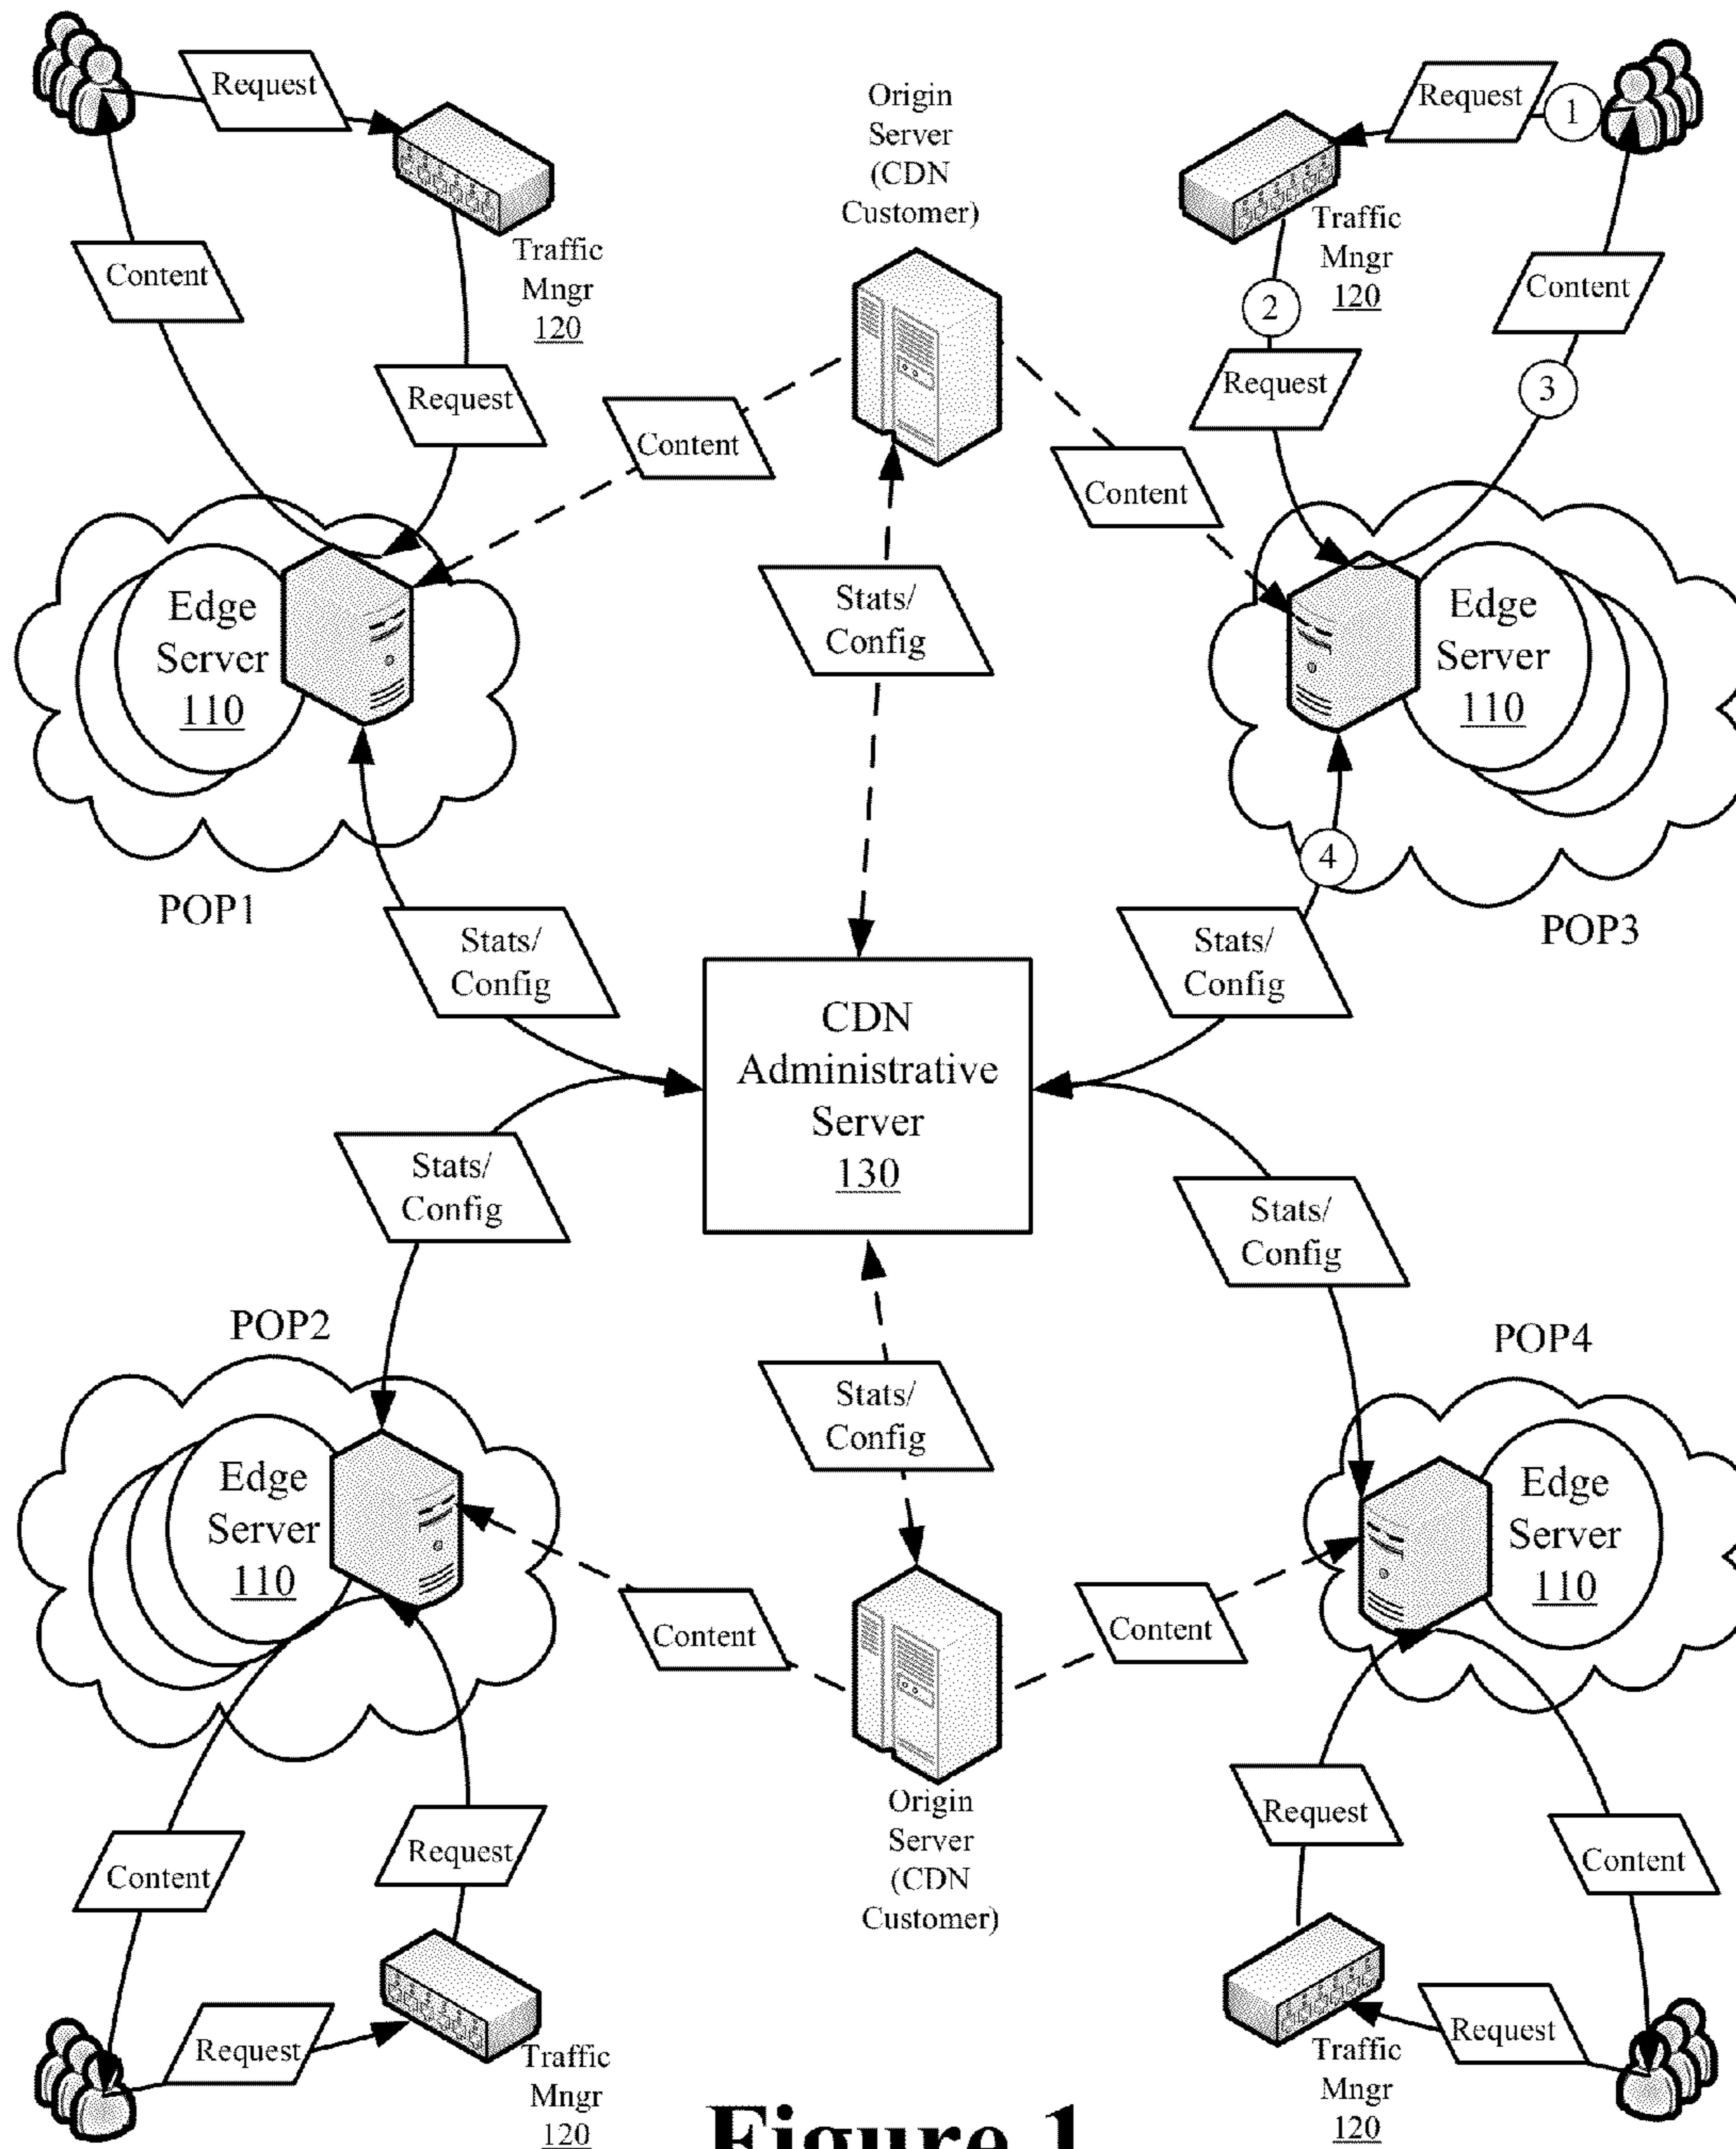 Request
Content
Traffic
Mngr
120
Request
Origin
Server
(CDN
Customer)
Request
1
Traffic
Mngr
120
2
Request
Content
3
Content
Content
Stats/
Config
Edge
Server
110
POP1
Edge
Server
110
4
POP3
Stats/
Config
Stats/
Config
CDN
Administrative
Server
130
Stats/
Config
Stats/
Config
POP2
POP4
Stats/
Config
Edge
Server
110
Edge
Server
110
Content
Content
Origin
Server
(CDN
Customer)
Content
Request
Request
Traffic
Mngr
120
Request
Content
Request
Traffic
Mngr
120
Figure 1